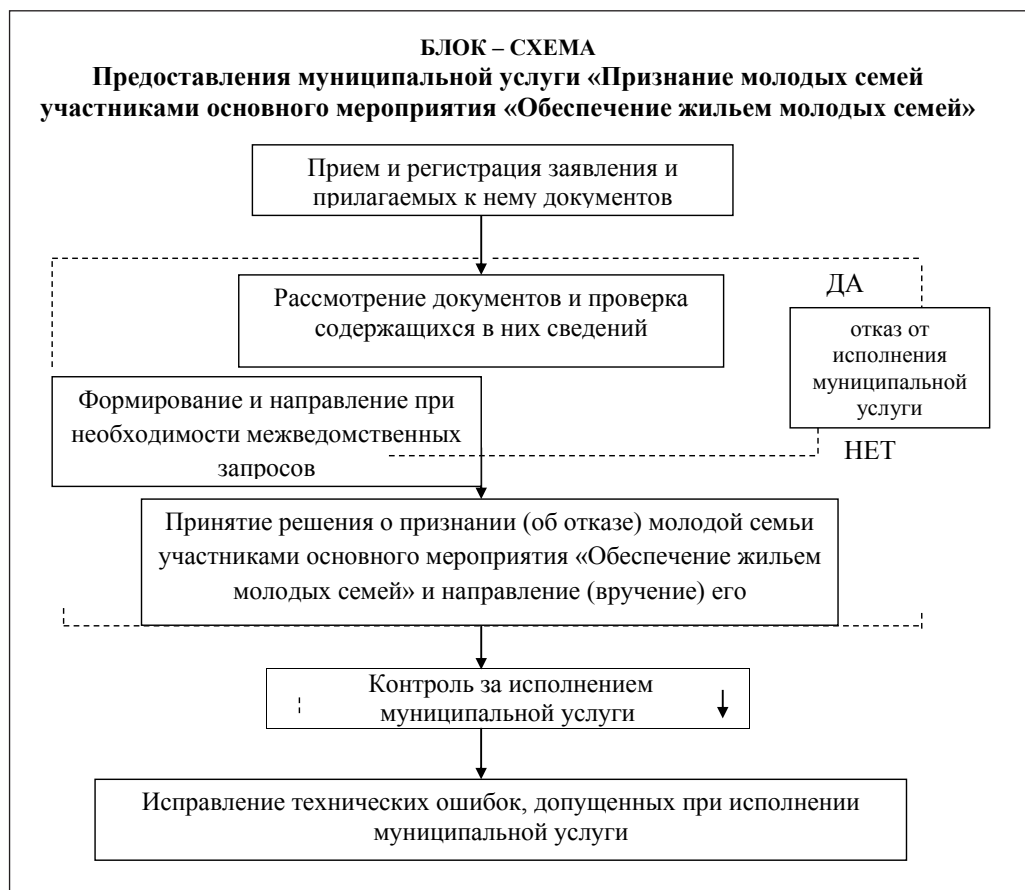 БЛОК – СХЕМА
Предоставления муниципальной услуги «Признание молодых семей
участниками основного мероприятия «Обеспечение жильем молодых семей»
Прием и регистрация заявления и
прилагаемых к нему документов
Рассмотрение документов и проверка
содержащихся в них сведений
ДА
отказ от
исполнения
муниципальной
услуги
НЕТ
Формирование и направление при
необходимости межведомственных
запросов
Принятие решения о признании (об отказе) молодой семьи
участниками основного мероприятия «Обеспечение жильем
молодых семей» и направление (вручение) его
Контроль за исполнением
муниципальной услуги
Исправление технических ошибок, допущенных при исполнении
муниципальной услуги